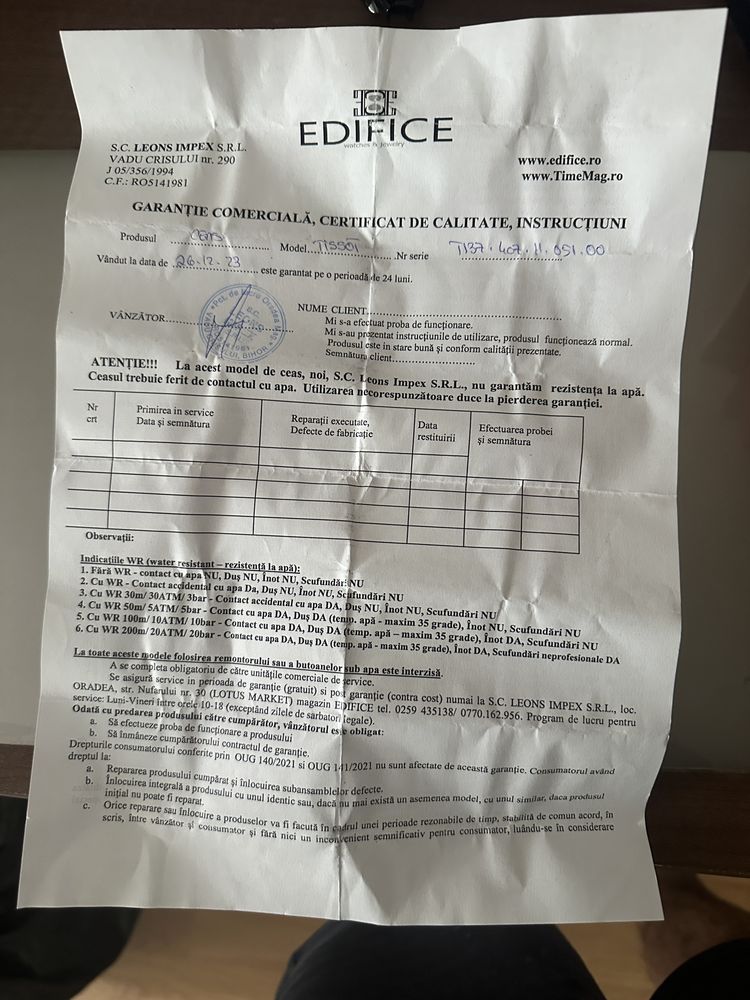 EDIFICE
watches & jewelry
S.C. LEONS IMPEX S.R.L.
VADU CRISULUI nr. 290
J 05/356/1994
C.F.: RO5141981
www.edifice.ro
www.TimeMag.ro
GARANȚIE COMERCIALĂ, CERTIFICAT DE CALITATE, INSTRUCȚIUNI
Produsul ceas Model TISSOT Nr serie T137.407.11.051.00
Vândut la data de 26.12.23 este garantat pe o perioadă de 24 luni.
VÂNZĂTOR
NUME CLIENT
Mi s-a efectuat proba de funcționare.
Mi s-au prezentat instrucțiunile de utilizare, produsul funcționează normal.
Produsul este in stare bună și conform calității prezentate.
Semnătura client
ATENȚIE!!! La acest model de ceas, noi, S.C. Leons Impex S.R.L., nu garantăm rezistența la apă.
Ceasul trebuie ferit de contactul cu apa. Utilizarea necorespunzătoare duce la pierderea garanției.
Nr crt
Primirea in service
Data și semnătura
Reparații executate,
Defecte de fabricație
Data
restituirii
Efectuarea probei
și semnătura
Observații:
Indicațiile WR (water resistant – rezistență la apă):
1. Fără WR - contact cu apa NU, Duș NU, Înot NU, Scufundări NU
2. Cu WR - Contact accidental cu apa Da, Duș NU, Înot NU, Scufundări NU
3. Cu WR 30m/ 30ATM/ 3bar - Contact accidental cu apa DA, Duș NU, Înot NU, Scufundări NU
4. Cu WR 50m/ 5ATM/ 5bar - Contact cu apa DA, Duș DA (temp. apă - maxim 35 grade), Înot NU, Scufundări NU
5. Cu WR 100m/ 10ATM/ 10bar - Contact cu apa DA, Duș DA (temp. apă – maxim 35 grade), Înot DA, Scufundări NU
6. Cu WR 200m/ 20ATM/ 20bar - Contact cu apa DA, Duș DA (temp. apă - maxim 35 grade), Înot DA, Scufundări neprofesionale DA
La toate aceste modele folosirea remontorului sau a butoanelor sub apa este interzisă.
A se completa obligatoriu de către unitățile comerciale de service.
Se asigură service in perioada de garanție (gratuit) si post garanție (contra cost) numai la S.C. LEONS IMPEX S.R.L., loc.
ORADEA, str. Nufarului nr. 30 (LOTUS MARKET) magazin EDIFICE tel. 0259 435138/ 0770.162.956. Program de lucru pentru
service: Luni-Vineri între orele 10-18 (exceptând zilele de sărbători legale).
Odată cu predarea produsului către cumpărător, vânzătorul este obligat:
a. Să efectueze proba de funcționare a produsului
b. Să înmâneze cumpărătorului contractul de garanție.
Drepturile consumatorului conferite prin OUG 140/2021 si OUG 141/2021 nu sunt afectate de această garanție. Consumatorul având
dreptul la:
a. Repararea produsului cumpărat și înlocuirea subansamblelor defecte.
b. Înlocuirea integrală a produsului cu unul identic sau, dacă nu mai există un asemenea model, cu unul similar, daca produsul
inițial nu poate fi reparat.
c. Orice reparare sau înlocuire a produselor va fi facută în cadrul unei perioade rezonabile de timp, stabilită de comun acord, în
scris, între vânzător și consumator și fără nici un inconvenient semnificativ pentru consumator, luându-se în considerare